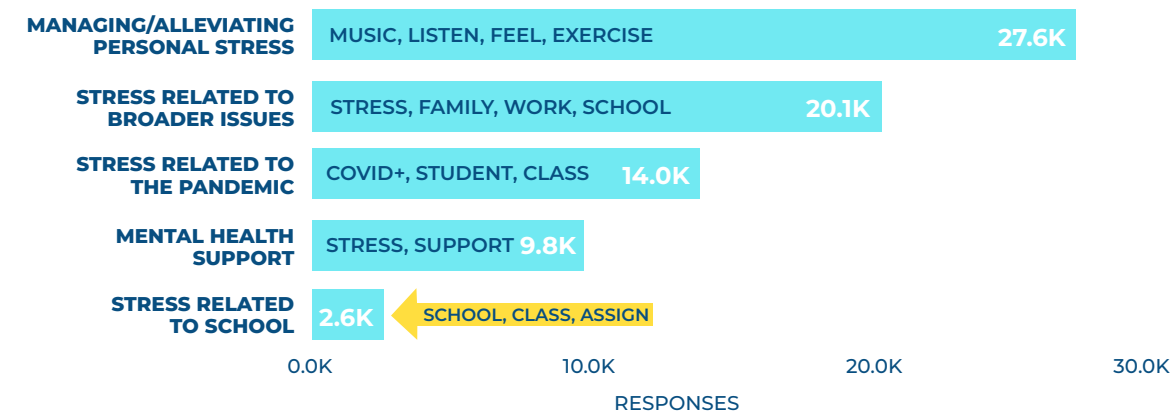 MANAGING/ALLEVIATING
PERSONAL STRESS
MUSIC, LISTEN, FEEL, EXERCISE
27.6K
STRESS RELATED TO
BROADER ISSUES
STRESS, FAMILY, WORK, SCHOOL
20.1K
STRESS RELATED TO
THE PANDEMIC
COVID+, STUDENT, CLASS
14.0K
MENTAL HEALTH
SUPPORT
STRESS, SUPPORT
9.8K
STRESS RELATED
TO SCHOOL
2.6K
SCHOOL, CLASS, ASSIGN
0.0K
10.0K
20.0K
30.0K
RESPONSES